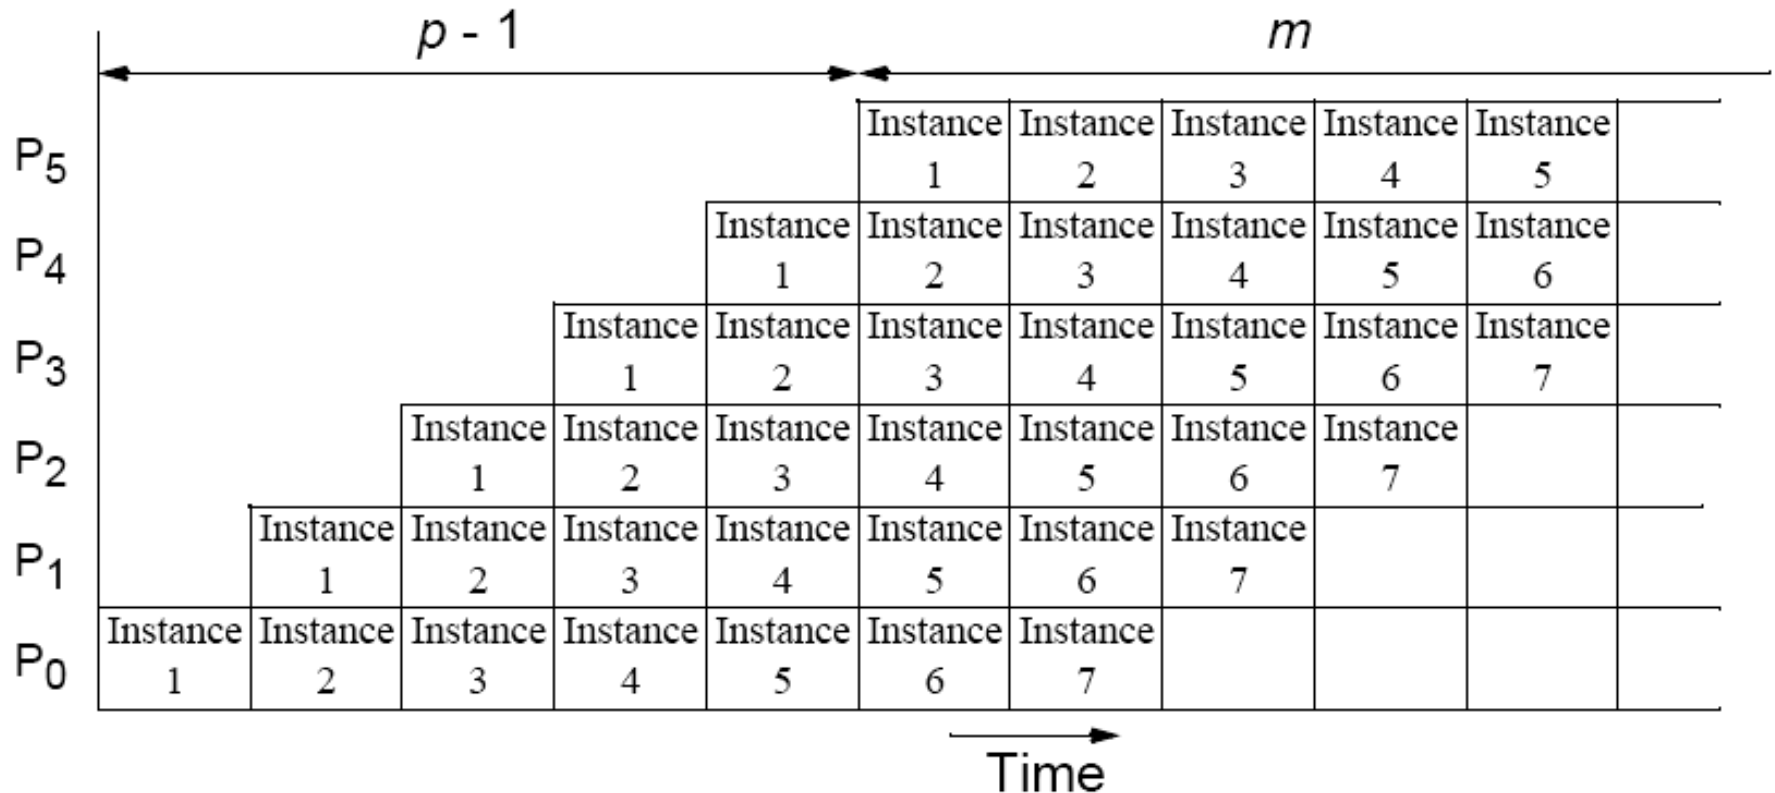 p - 1 m
P5 Instance Instance Instance Instance Instance
1 2 3 4 5
P4 Instance Instance Instance Instance Instance Instance
1 2 3 4 5 6
P3 Instance Instance Instance Instance Instance Instance Instance
1 2 3 4 5 6 7
P2 Instance Instance Instance Instance Instance Instance Instance
1 2 3 4 5 6 7
P1 Instance Instance Instance Instance Instance Instance Instance
1 2 3 4 5 6 7
P0 Instance Instance Instance Instance Instance Instance Instance
1 2 3 4 5 6 7
Time